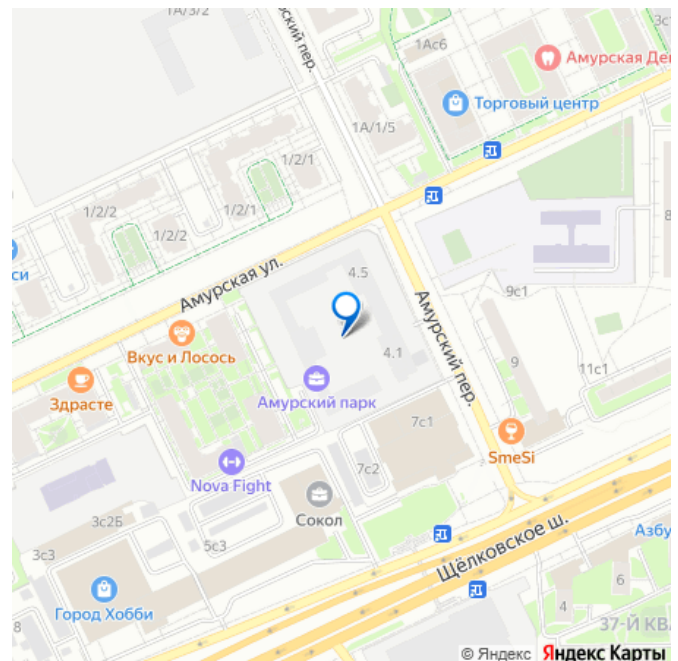 1А/3/2
ский пер.
3с1
1Ас6
Амурская Ден
Торговый центр
1А/1/5
1/2/1
1/2/2
1/2/1
1/2/2
си
8
Амурская ул.
4.5
9с1
Амурский пер.
Вкус и Лосось
4.1
9
11с1
Здрасте
Амурский парк
7с1
SmeSi
Nova Fight
7с2
Сокол
3с2Б
5с3
3с3
Щёлковское ш.
Азбу
Город Хобби
6
4
8
37-Й КВА
© Яндекс Яндекс Карты